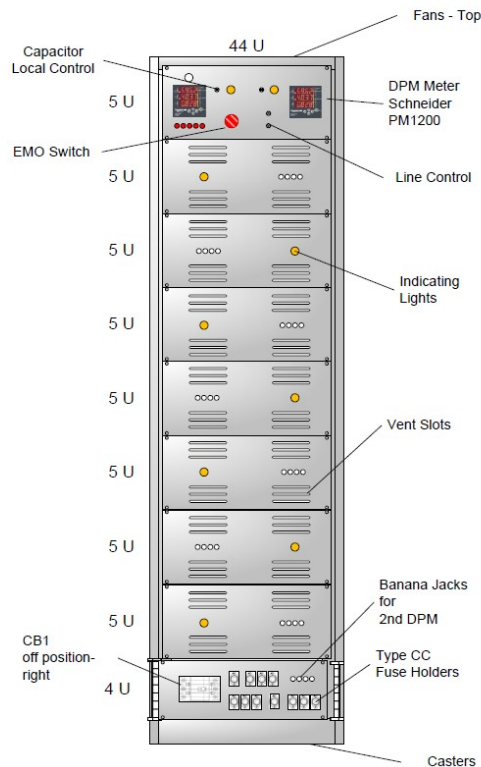 Fans - Top
44 U
Capacitor
Local Control
5 U
DPM Meter
Schneider
PM1200
EMO Switch
5 U
Line Control
5 U
Indicating
Lights
5 U
5 U
Vent Slots
5 U
5 U
Banana Jacks
for
2nd DPM
5 U
CB1
off position-
right
4 U
Type CC
Fuse Holders
Casters